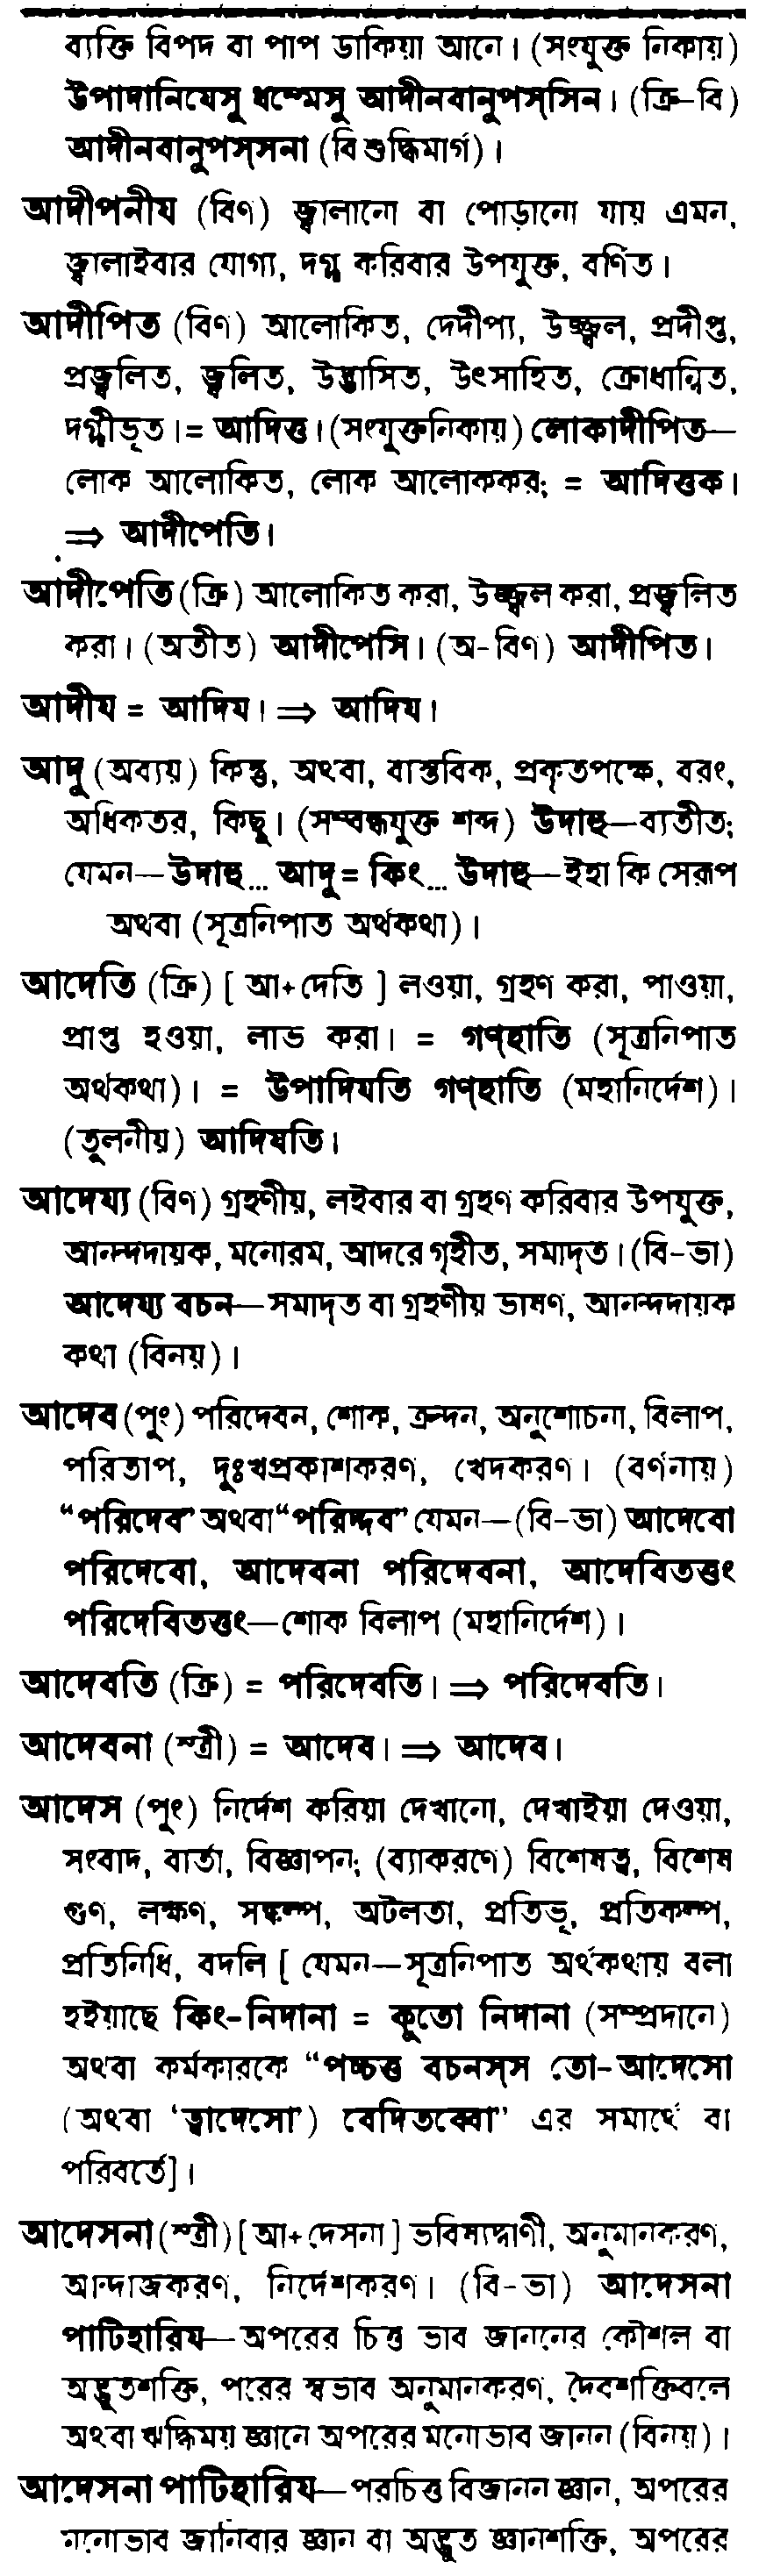 ব্যক্তি বিপদ বা পাপ ডাকিয়া আনে। (সংযুক্ত নিকায়)
উপাদানিযেসু ধম্মেসু আদীনবানুপস্‌সিন। (ক্রি-বি)
আদীনবানুপস্‌সনা (বিশুদ্ধিমার্গ)।
আদীপনীয (বিণ) জ্বালানো বা পোড়ানো যায় এমন,
জ্বালাইবার যোগ্য, দগ্ধ করিবার উপযুক্ত, বর্ণিত।
আদীপিত (বিণ) আলোকিত, দেদীপ্য, উজ্জ্বল, প্রদীপ্ত,
প্রজ্বলিত, জ্বলিত, উদ্ভাসিত, উৎসাহিত, ক্রোধান্বিত,
দগ্ধীভূত।= আদিত্ত। (সংযুক্তনিকায়) লোকাদীপিত—
লোক আলোকিত, লোক আলোককর; = আদিত্তক।
⇒ আদীপেতি।
আদীপেতি (ক্রি) আলোকিত করা, উজ্জ্বল করা, প্রজ্বলিত
করা। (অতীত) আদীপেসি। (অ-বিণ) আদীপিত।
আদীয = আদিয। ⇒ আদিয।
আদু (অব্যয়) কিন্তু, অথবা, বাস্তবিক, প্রকৃতপক্ষে, বরং,
অধিকতর, কিছু। (সম্বন্ধযুক্ত শব্দ) উদাহু—ব্যতীত;
যেমন—উদাহু... আদু = কিং... উদাহু—ইহা কি সেরূপ
অথবা (সূত্রনিপাত অর্থকথা)।
আদেতি (ক্রি) [ আ+দেতি ] লওয়া, গ্রহণ করা, পাওয়া,
প্রাপ্ত হওয়া, লাভ করা। = গণ্‌হাতি (সূত্রনিপাত
অর্থকথা)। = উপাদিযতি গণ্‌হাতি (মহানির্দেশ)।
(তুলনীয়) আদিযতি।
আদেয্য (বিণ) গ্রহণীয়, লইবার বা গ্রহণ করিবার উপযুক্ত,
আনন্দদায়ক, মনোরম, আদরে গৃহীত, সমাদৃত। (বি-ভা)
আদেয্য বচন—সমাদৃত বা গ্রহণীয় ভাষণ, আনন্দদায়ক
কথা (বিনয়)।
আদেব (পুং) পরিদেবন, শোক, ক্রন্দন, অনুশোচনা, বিলাপ,
পরিতাপ, দুঃখপ্রকাশকরণ, খেদকরণ। (বর্ণনায়)
“পরিদেব” অথবা “পরিদ্দব” যেমন—(বি-ভা) আদেবো
পরিদেবো, আদেবনা পরিদেবনা, আদেবিতত্তং
পরিদেবিতত্তং—শোক বিলাপ (মহানির্দেশ)।
আদেবতি (ক্রি) = পরিদেবতি। ⇒ পরিদেবতি।
আদেবনা (স্ত্রী) = আদেব। ⇒ আদেব।
আদেস (পুং) নির্দেশ করিয়া দেখানো, দেখাইয়া দেওয়া,
সংবাদ, বার্তা, বিজ্ঞাপন; (ব্যাকরণে) বিশেষত্ব, বিশেষ
গুণ, লক্ষণ, সঙ্কল্প, অটলতা, প্রতিভূ, প্রতিকল্প,
প্রতিনিধি, বদলি [ যেমন—সূত্রনিপাত অর্থকথায় বলা
হইয়াছে কিং-নিদানা = কুতো নিদানা (সম্প্রদানে)
অথবা কর্মকারকে “পচ্চত্ত বচনস্‌স তো-আদেসো
(অথবা ‘ত্বাদেসো’) বেদিতব্বো” এর সমার্থে বা
পরিবর্তে]।
আদেসনা (স্ত্রী) [ আ+দেসনা ] ভবিষ্যদ্বাণী, অনুমানকরণ,
আন্দাজকরণ, নির্দেশকরণ। (বি-ভা) আদেসনা
পাটিহারিয—অপরের চিত্ত ভাব জাননের কৌশল বা
অদ্ভুতশক্তি, পরের স্বভাব অনুমানকরণ, দৈবশক্তিবলে
অথবা ঋদ্ধিময় জ্ঞানে অপরের মনোভাব জানন (বিনয়)।
আদেসনা পাটিহারিয—পরচিত্ত বিজানন জ্ঞান, অপরের
মনোভাব জানিবার জ্ঞান বা অদ্ভুত জ্ঞানশক্তি, অপরের